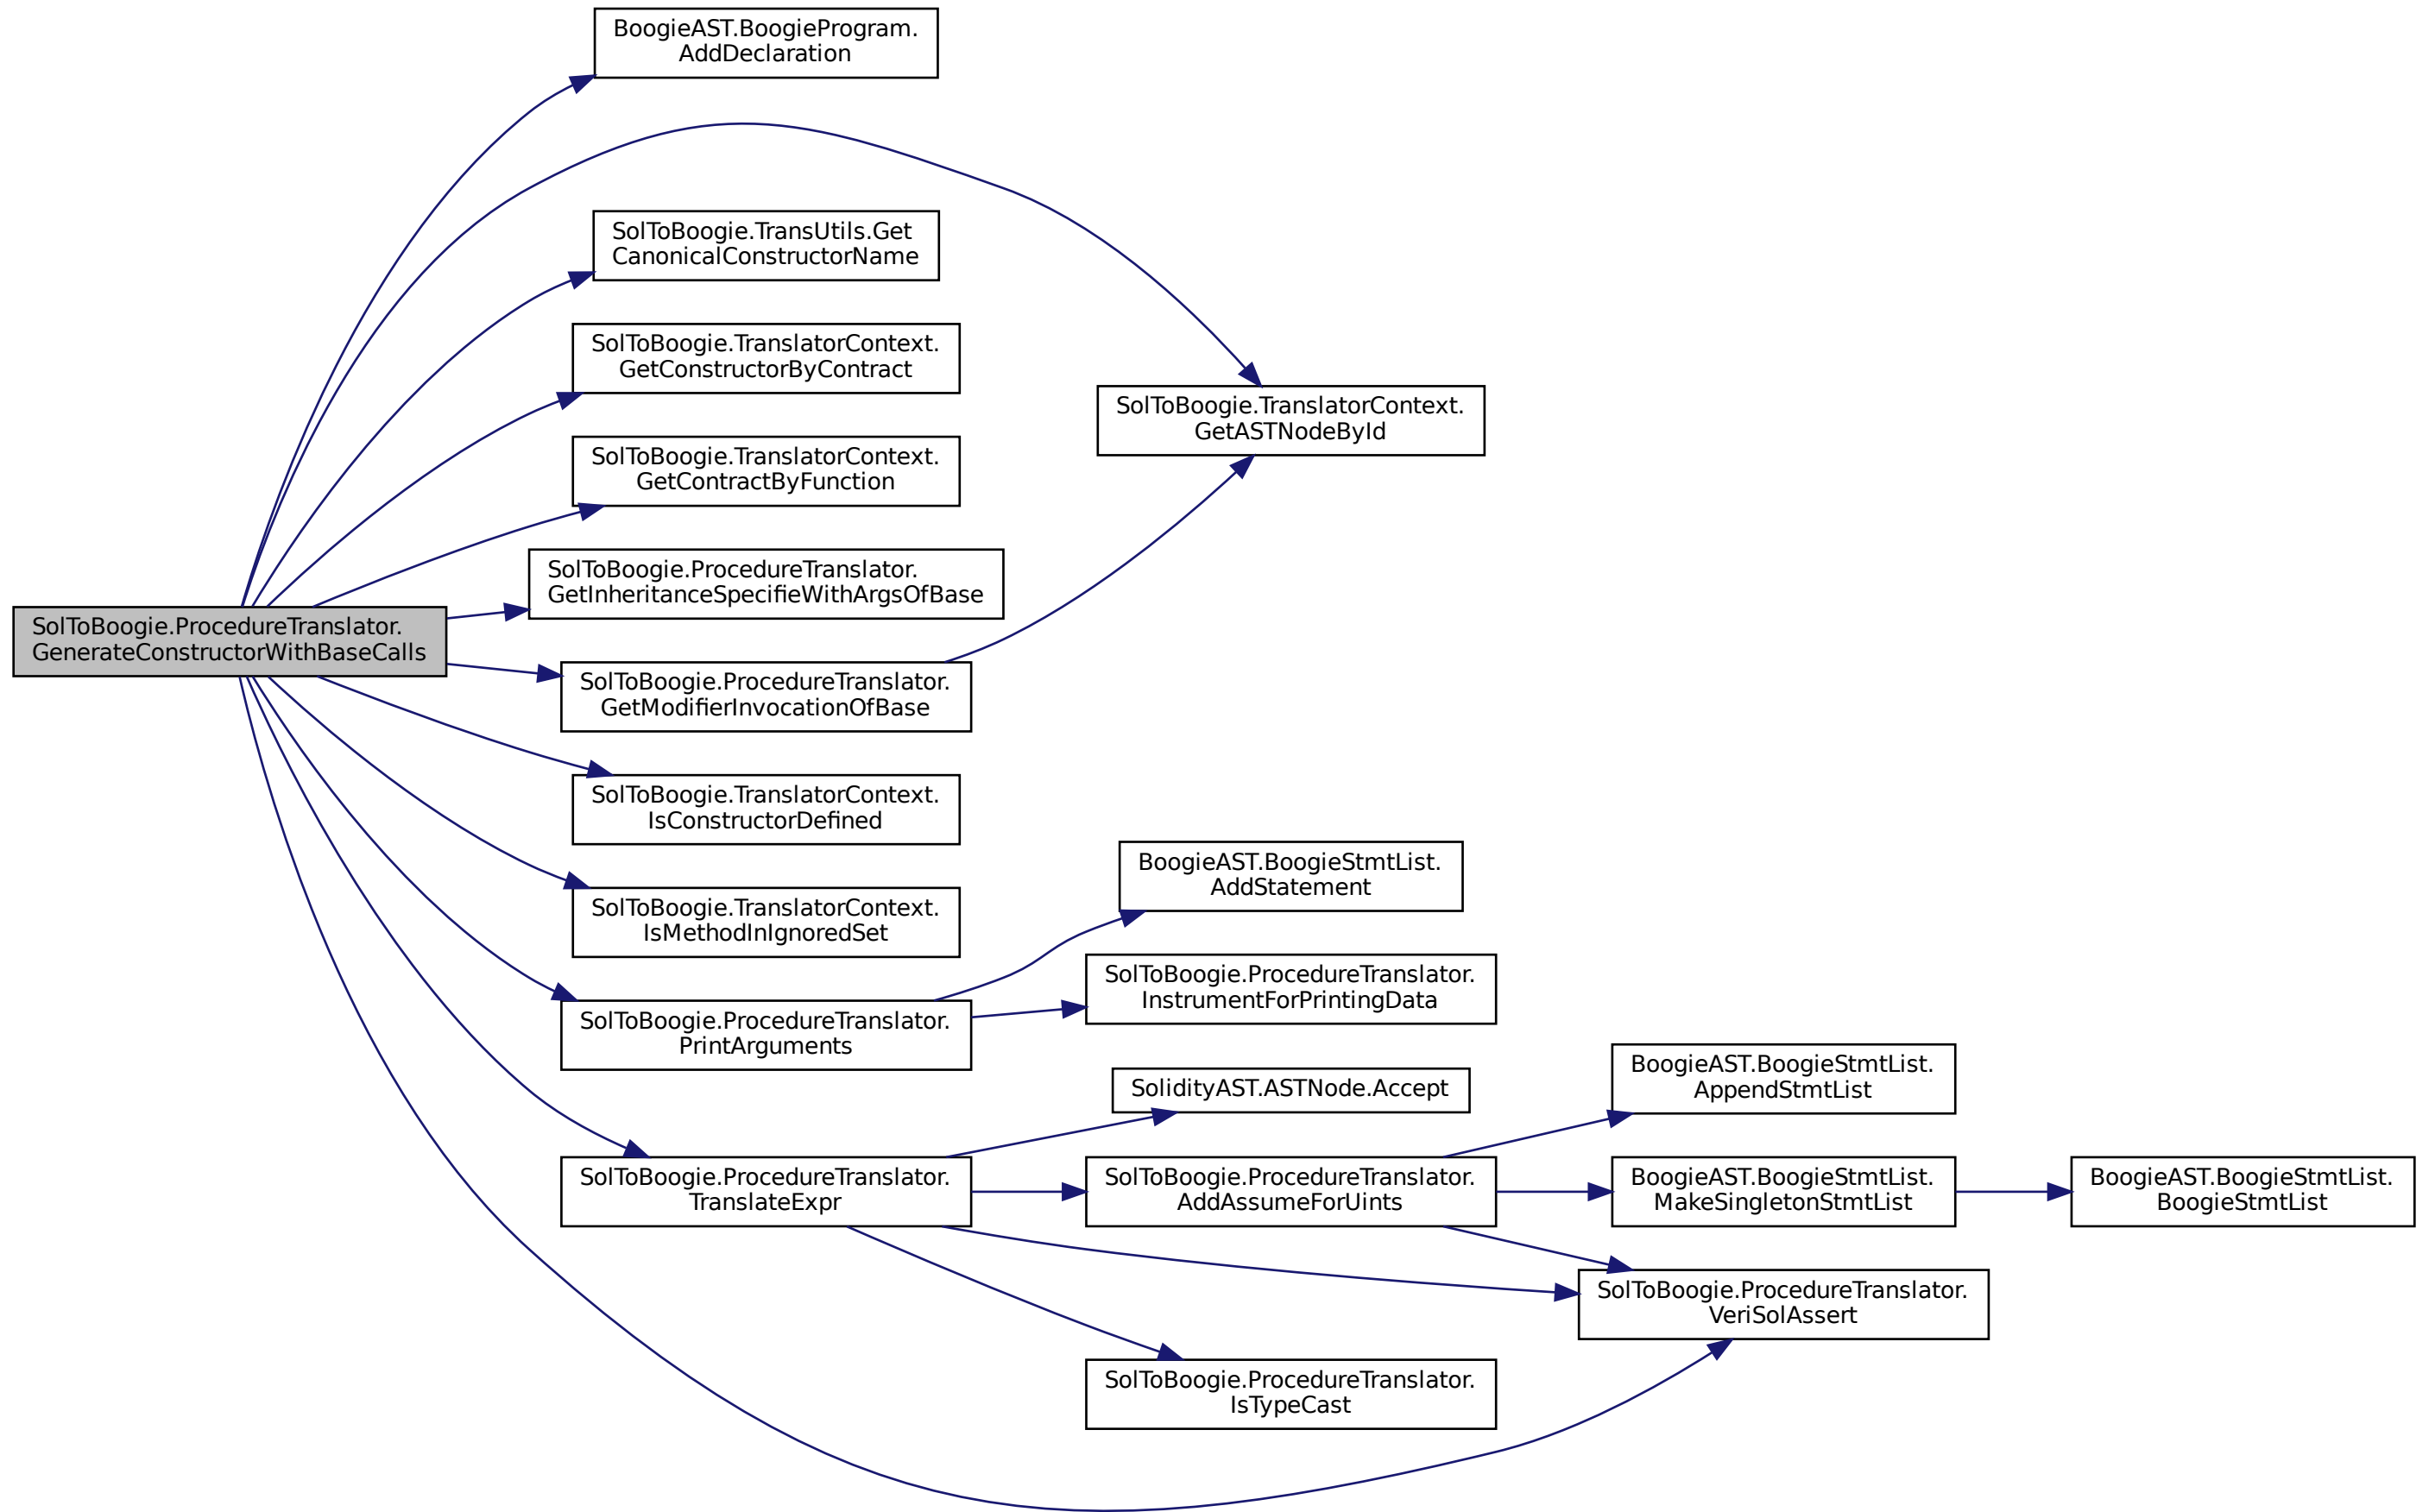 BoogieAST.BoogieProgram.
AddDeclaration
SolToBoogie.TransUtils.Get
CanonicalConstructorName
SolToBoogie.TranslatorContext.
GetConstructorByContract
SolToBoogie.TranslatorContext.
GetASTNodeById
SolToBoogie.TranslatorContext.
GetContractByFunction
SolToBoogie.ProcedureTranslator.
GetInheritanceSpecifieWithArgsOfBase
SolToBoogie.ProcedureTranslator.
GenerateConstructorWithBaseCalls
SolToBoogie.ProcedureTranslator.
GetModifierInvocationOfBase
SolToBoogie.TranslatorContext.
IsConstructorDefined
BoogieAST.BoogieStmtList.
AddStatement
SolToBoogie.TranslatorContext.
IsMethodInIgnoredSet
SolToBoogie.ProcedureTranslator.
InstrumentForPrintingData
SolToBoogie.ProcedureTranslator.
PrintArguments
BoogieAST.BoogieStmtList.
AppendStmtList
SolidityAST.ASTNode.Accept
SolToBoogie.ProcedureTranslator.
TranslateExpr
SolToBoogie.ProcedureTranslator.
AddAssumeForUints
BoogieAST.BoogieStmtList.
MakeSingletonStmtList
BoogieAST.BoogieStmtList.
BoogieStmtList
SolToBoogie.ProcedureTranslator.
VeriSolAssert
SolToBoogie.ProcedureTranslator.
IsTypeCast